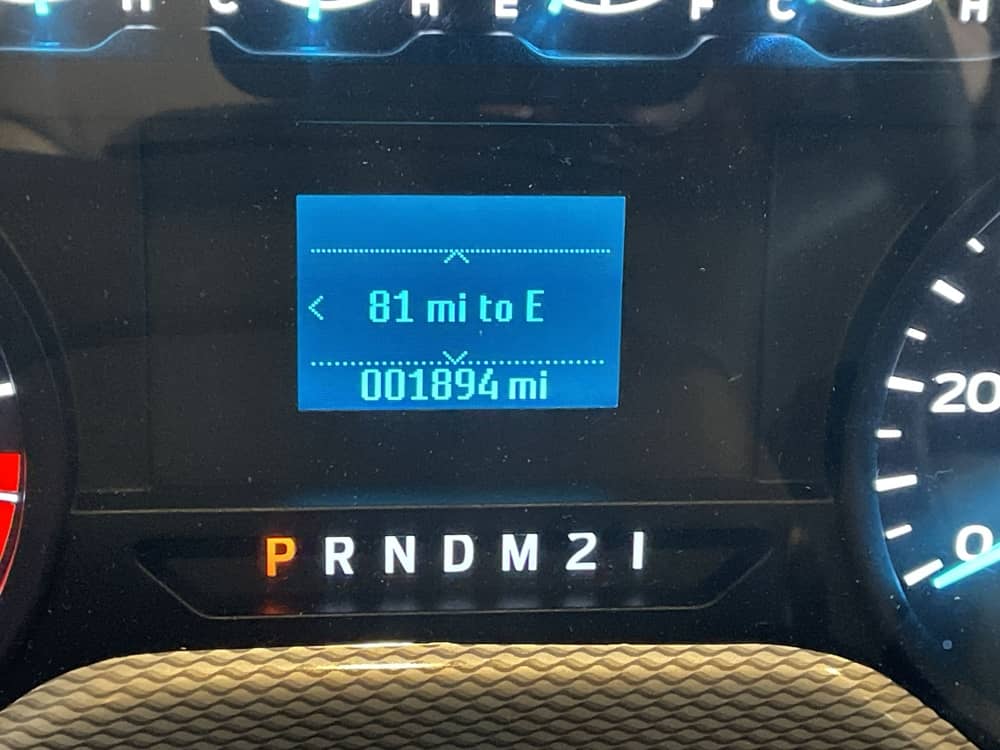 H C H E F C H
81 mi to E
001894 mi
20
0
P R N D M 2 1